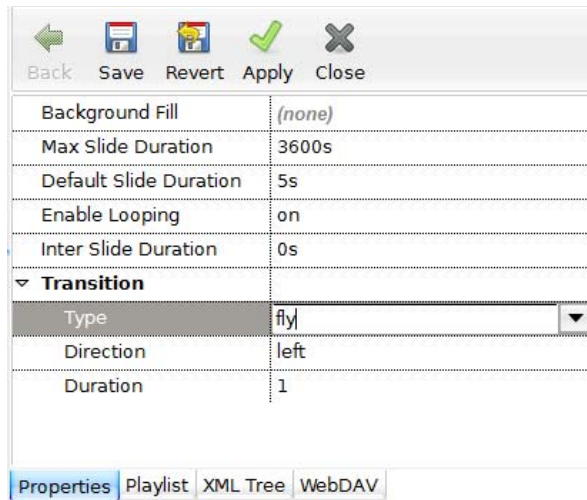 Back Save Revert Apply Close
Background Fill (none)
Max Slide Duration 3600s
Default Slide Duration 5s
Enable Looping on
Inter Slide Duration 0s
Transition
Type fly
Direction left
Duration 1
Properties Playlist XML Tree WebDAV